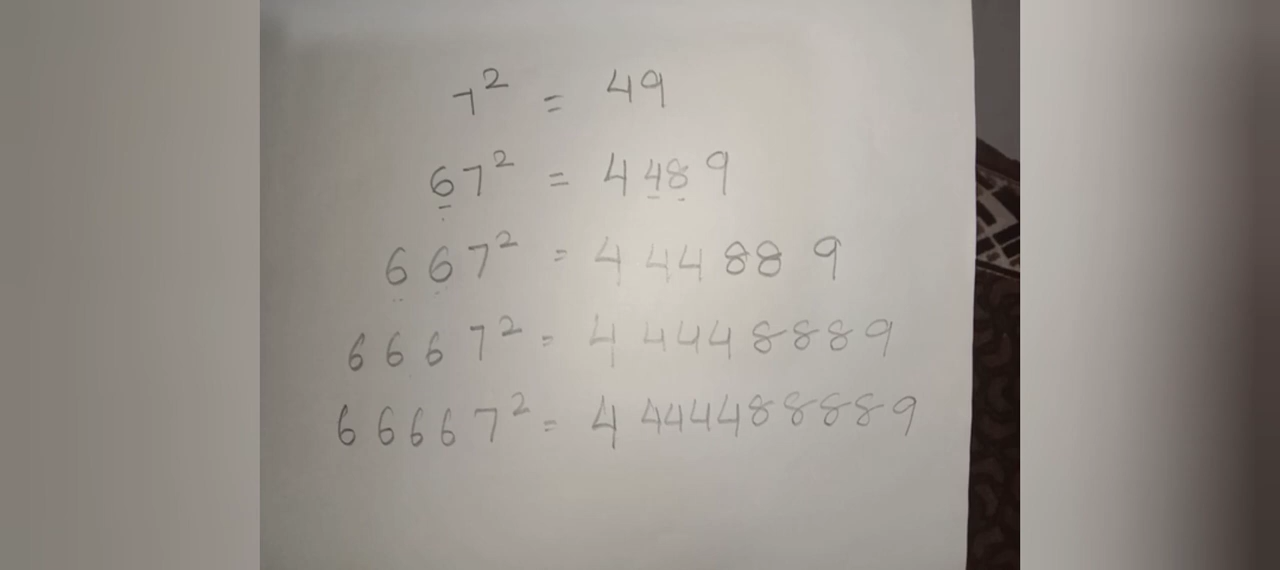 7² = 49
67² = 4489
667² = 444889
6667² = 44448889
66667² = 4444488889